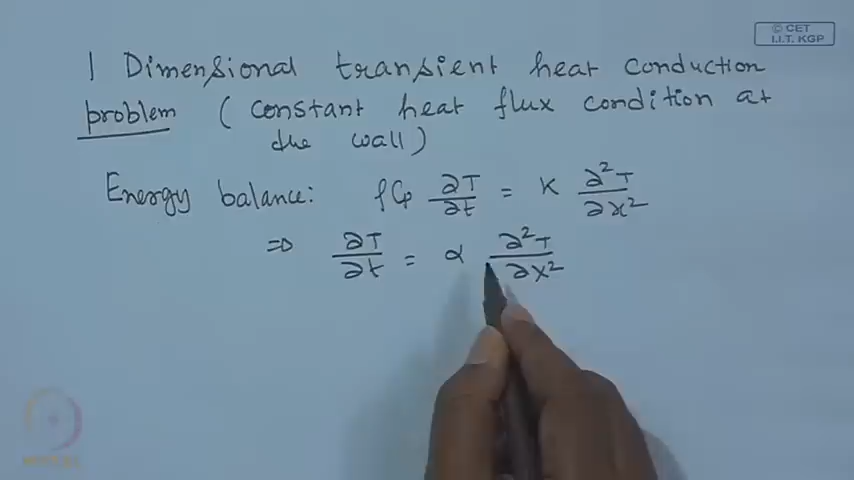 © CET
I.I.T. KGP
1 Dimensional transient heat conduction
problem (constant heat flux condition at
the wall)
Energy balance: ρCp ∂T/∂t = K ∂²T/∂x²
⇒ ∂T/∂t = α ∂²T/∂x²